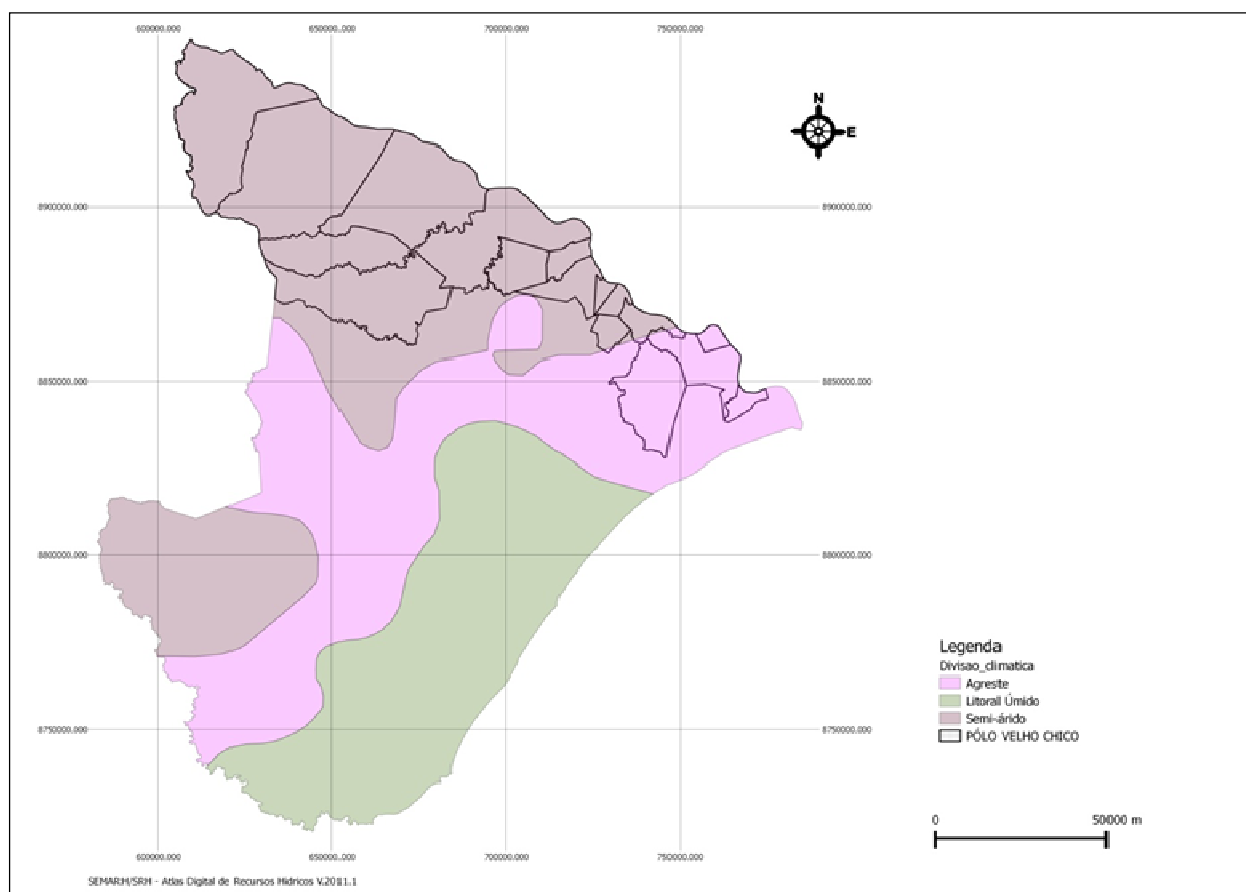 600000.000 650000.000 700000.000 750000.000
N
E
8900000.000 8900000.000
8850000.000 8850000.000
8800000.000 8800000.000
8750000.000 8750000.000
600000.000 650000.000 700000.000 750000.000
Legenda
Divisao_climatica
Agreste
Litorall Úmido
Semi-árido
PÓLO VELHO CHICO
0 50000 m
SEMARH/SRH - Atlas Digital de Recursos Hídricos V.2011.1